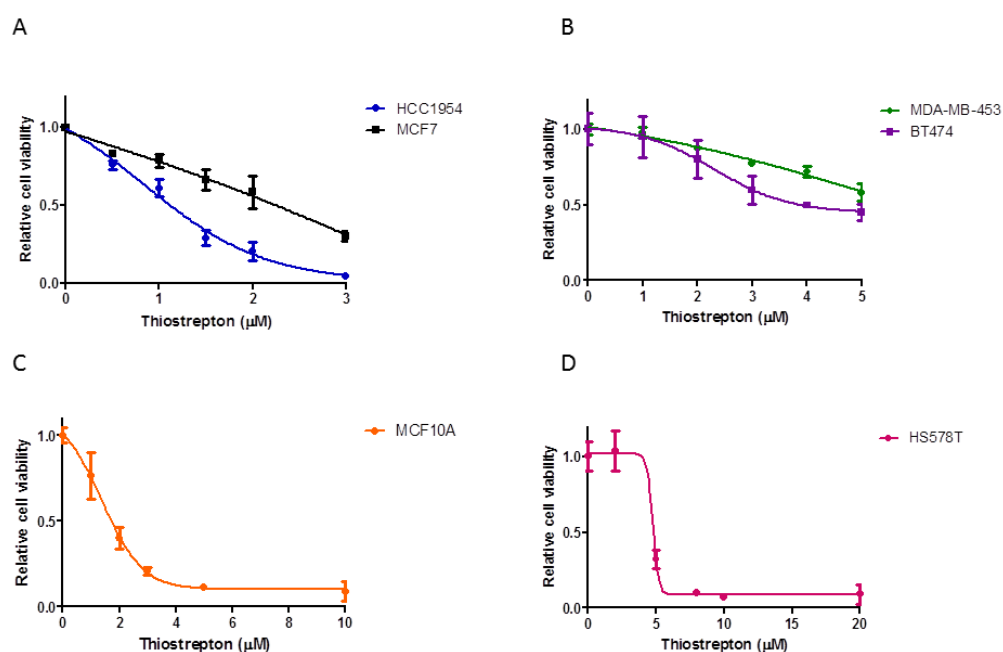 A
HCC1954
MCF7
Relative cell viability
1.0
0.5
0.0
0 1 2 3
Thiostrepton (µM)
B
MDA-MB-453
BT474
Relative cell viability
1.0
0.5
0.0
0 1 2 3 4 5
Thiostrepton (µM)
C
MCF10A
Relative cell viability
1.0
0.5
0.0
0 2 4 6 8 10
Thiostrepton (µM)
D
HS578T
Relative cell viability
1.0
0.5
0.0
0 5 10 15 20
Thiostrepton (µM)